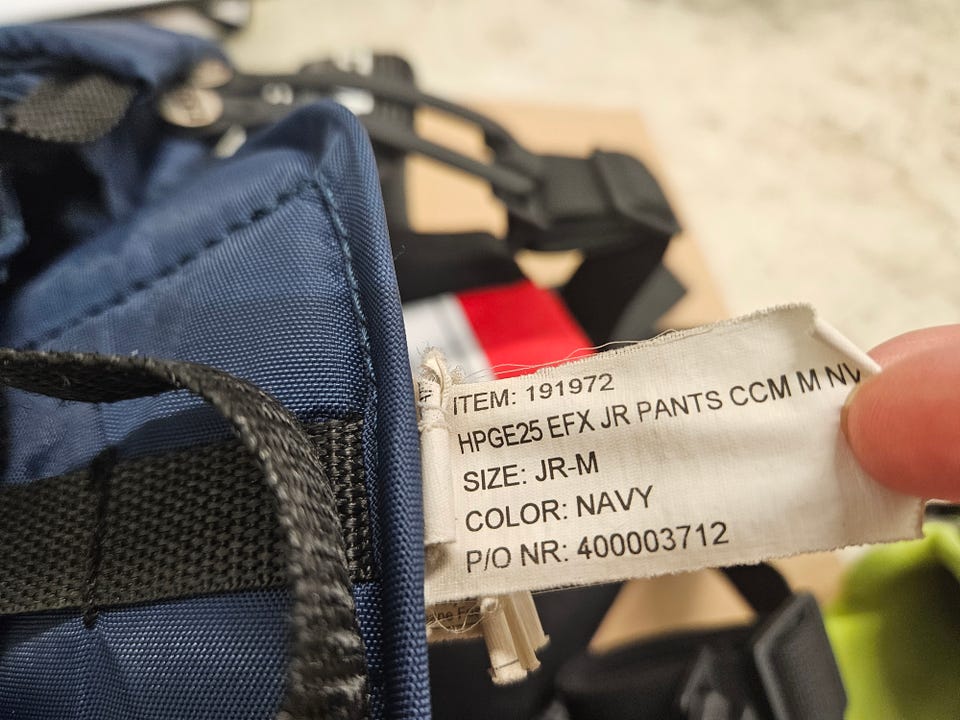 ITEM: 191972
HPGE25 EFX JR PANTS CCM M NV
SIZE: JR-M
COLOR: NAVY
P/O NR: 400003712